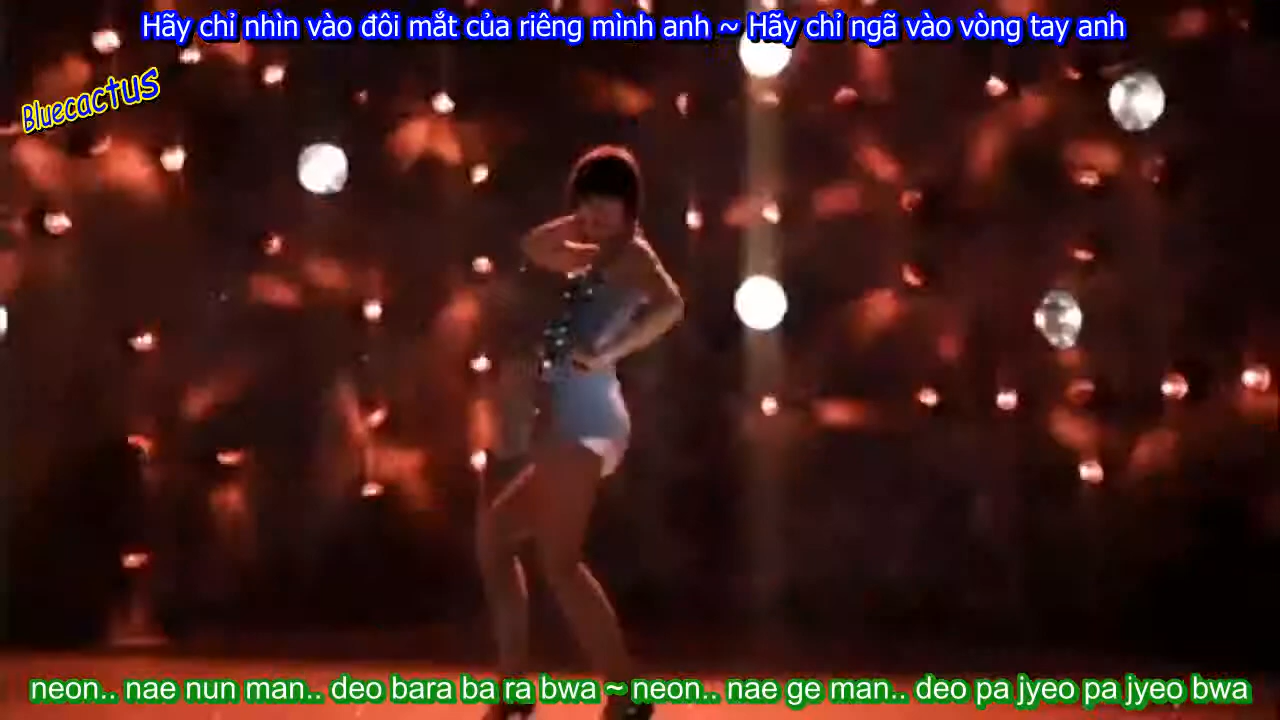 Hãy chỉ nhìn vào đôi mắt của riêng mình anh ~ Hãy chỉ ngã vào vòng tay anh
Bluecactus
neon.. nae nun man.. deo bara ba ra bwa ~ neon.. nae ge man.. deo pa jyeo pa jyeo bwa